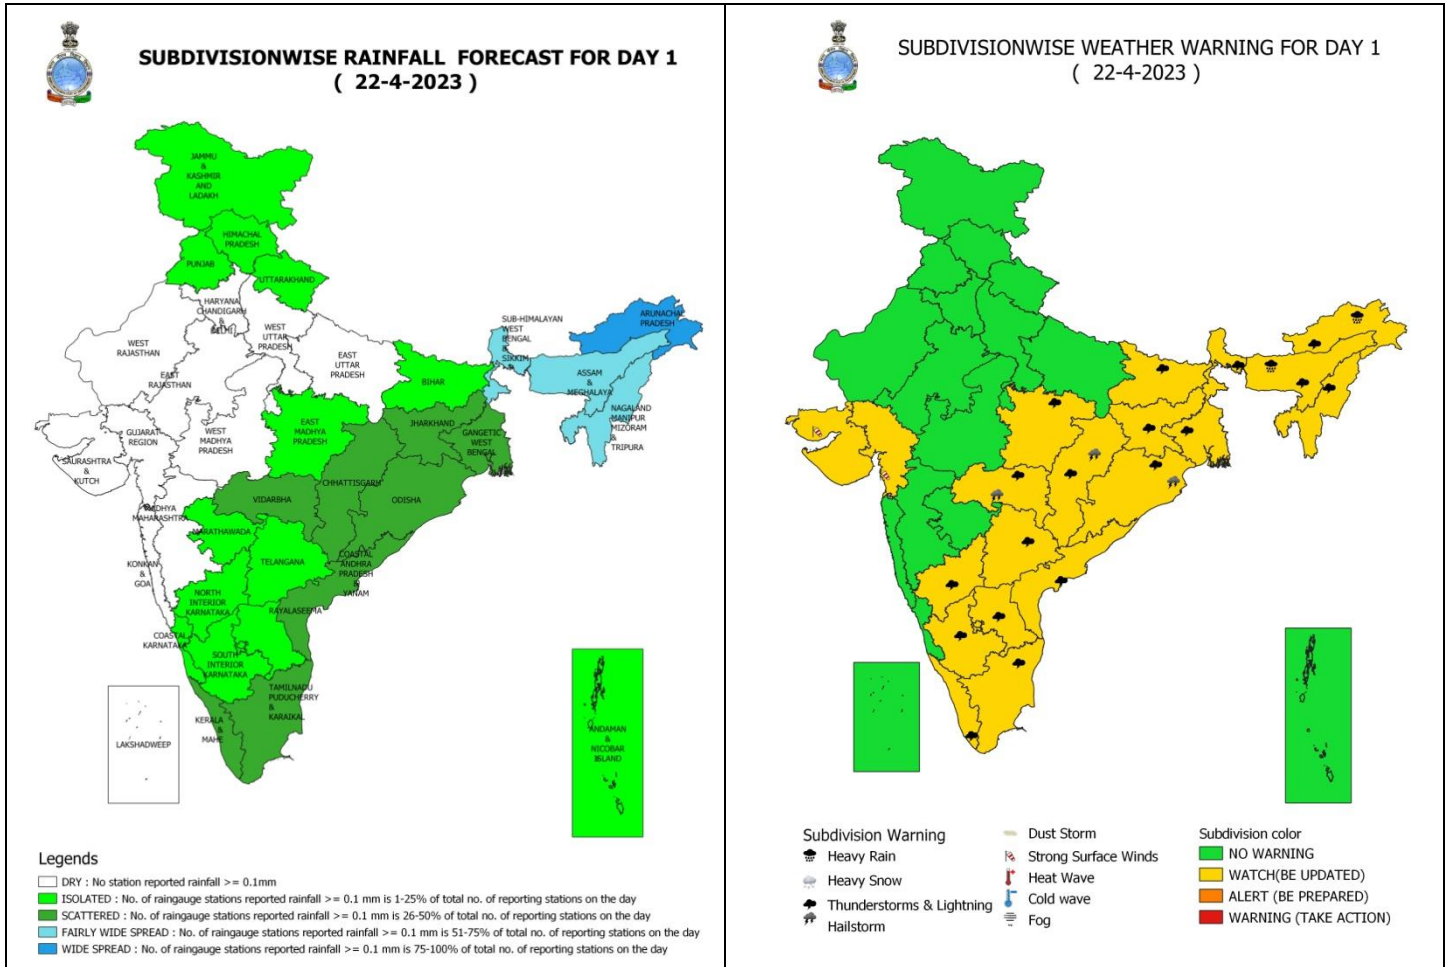 SUBDIVISIONWISE RAINFALL FORECAST FOR DAY 1
( 22-4-2023 )
JAMMU
&
KASHMIR
AND
LADAKH
HIMACHAL
PRADESH
PUNJAB
UTTARAKHAND
HARYANA
CHANDIGARH
&
DELHI
WEST
RAJASTHAN
WEST
UTTAR
PRADESH
EAST
UTTAR
PRADESH
EAST
RAJASTHAN
SUB-HIMALAYAN
WEST
BENGAL
&
SIKKIM
ARUNACHAL
PRADESH
ASSAM
&
MEGHALAYA
NAGALAND
MANIPUR
MIZORAM
&
TRIPURA
BIHAR
JHARKHAND
GANGETIC
WEST
BENGAL
EAST
MADHYA
PRADESH
WEST
MADHYA
PRADESH
GUJARAT
REGION
SAURASHTRA
&
KUTCH
CHHATTISGARH
ODISHA
VIDARBHA
MADHYA
MAHARASHTRA
MARATHAWADA
KONKAN
&
GOA
TELANGANA
COASTAL
ANDHRA
PRADESH
&
YANAM
NORTH
INTERIOR
KARNATAKA
RAYALASEEMA
COASTAL
KARNATAKA
SOUTH
INTERIOR
KARNATAKA
TAMILNADU
PUDUCHERRY
&
KARAIKAL
KERALA
&
MAHE
LAKSHADWEEP
ANDAMAN
&
NICOBAR
ISLAND
Legends
DRY : No station reported rainfall >= 0.1mm
ISOLATED : No. of raingauge stations reported rainfall >= 0.1 mm is 1-25% of total no. of reporting stations on the day
SCATTERED : No. of raingauge stations reported rainfall >= 0.1 mm is 26-50% of total no. of reporting stations on the day
FAIRLY WIDE SPREAD : No. of raingauge stations reported rainfall >= 0.1 mm is 51-75% of total no. of reporting stations on the day
WIDE SPREAD : No. of raingauge stations reported rainfall >= 0.1 mm is 75-100% of total no. of reporting stations on the day
SUBDIVISIONWISE WEATHER WARNING FOR DAY 1
( 22-4-2023 )
Subdivision Warning
Heavy Rain
Heavy Snow
Thunderstorms & Lightning
Hailstorm
Dust Storm
Strong Surface Winds
Heat Wave
Cold wave
Fog
Subdivision color
NO WARNING
WATCH(BE UPDATED)
ALERT (BE PREPARED)
WARNING (TAKE ACTION)